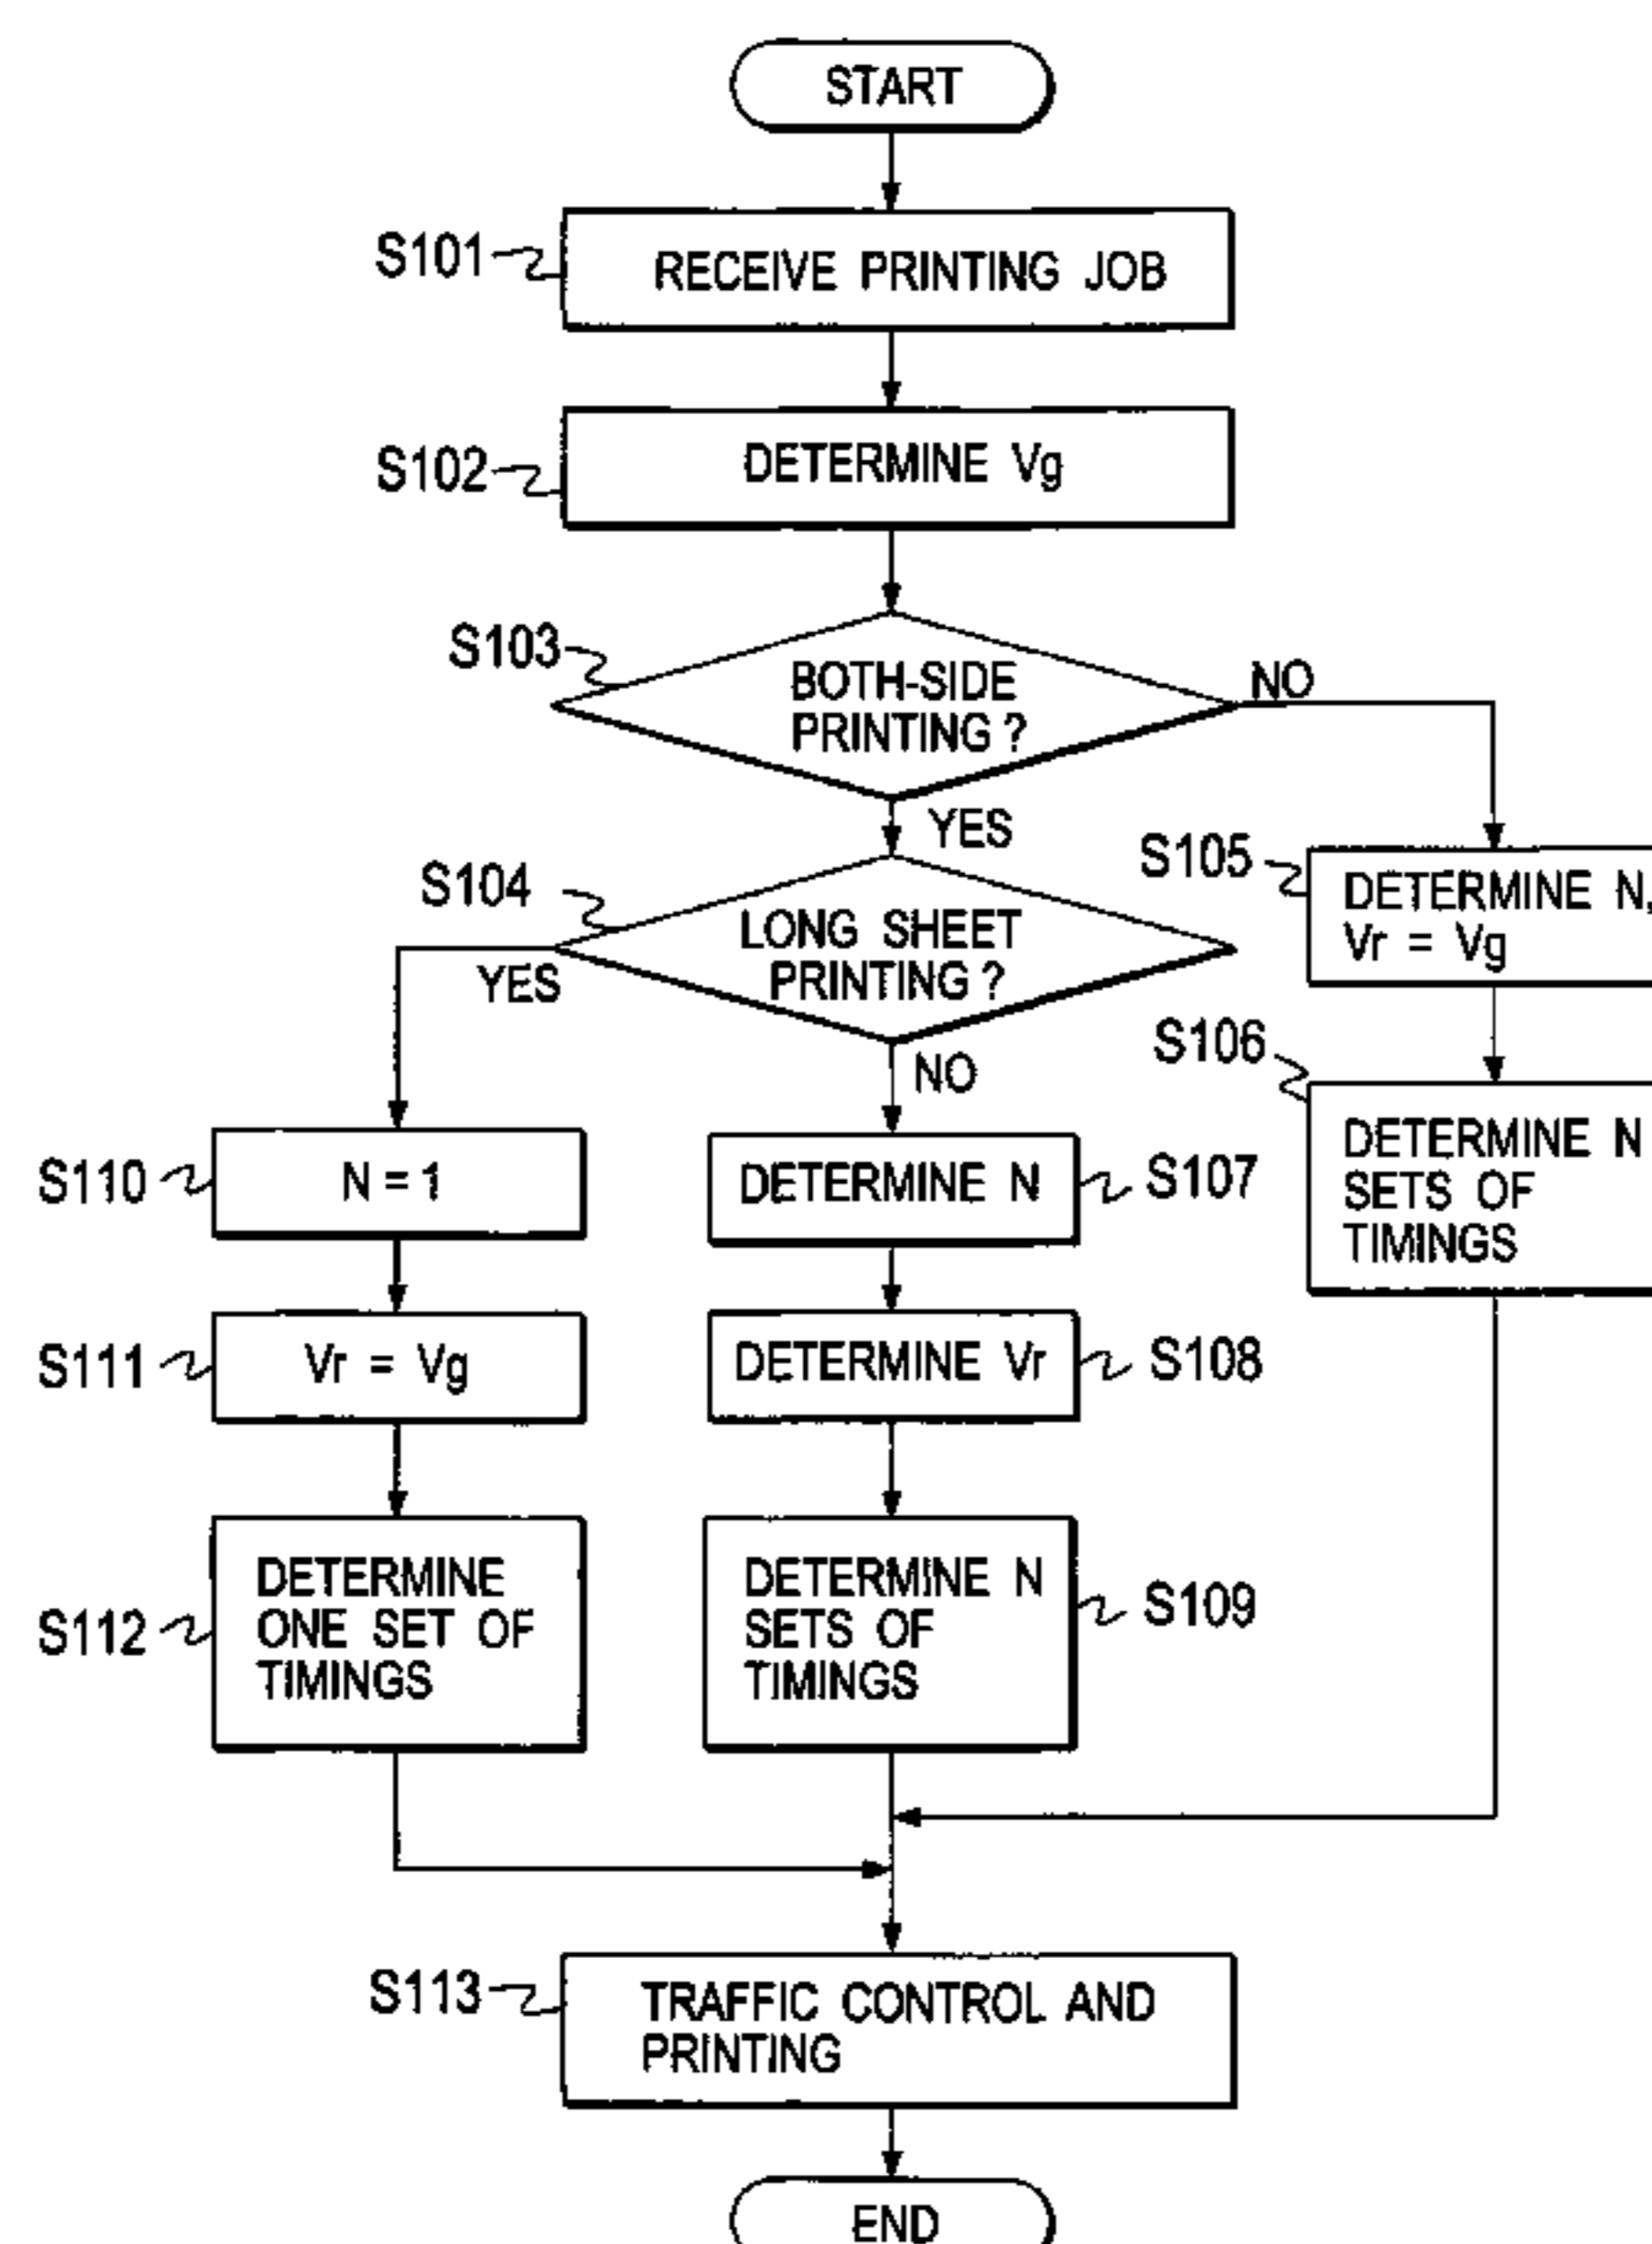 START
S101
RECEIVE PRINTING JOB
S102
DETERMINE Vg
S103
BOTH-SIDE
PRINTING ?
NO
YES
S104
LONG SHEET
PRINTING ?
YES
NO
S105
DETERMINE N,
Vr = Vg
S106
DETERMINE N
SETS OF
TIMINGS
S110
N = 1
DETERMINE N
S107
S111
Vr = Vg
DETERMINE Vr
S108
S112
DETERMINE
ONE SET OF
TIMINGS
DETERMINE N
SETS OF
TIMINGS
S109
S113
TRAFFIC CONTROL AND
PRINTING
END